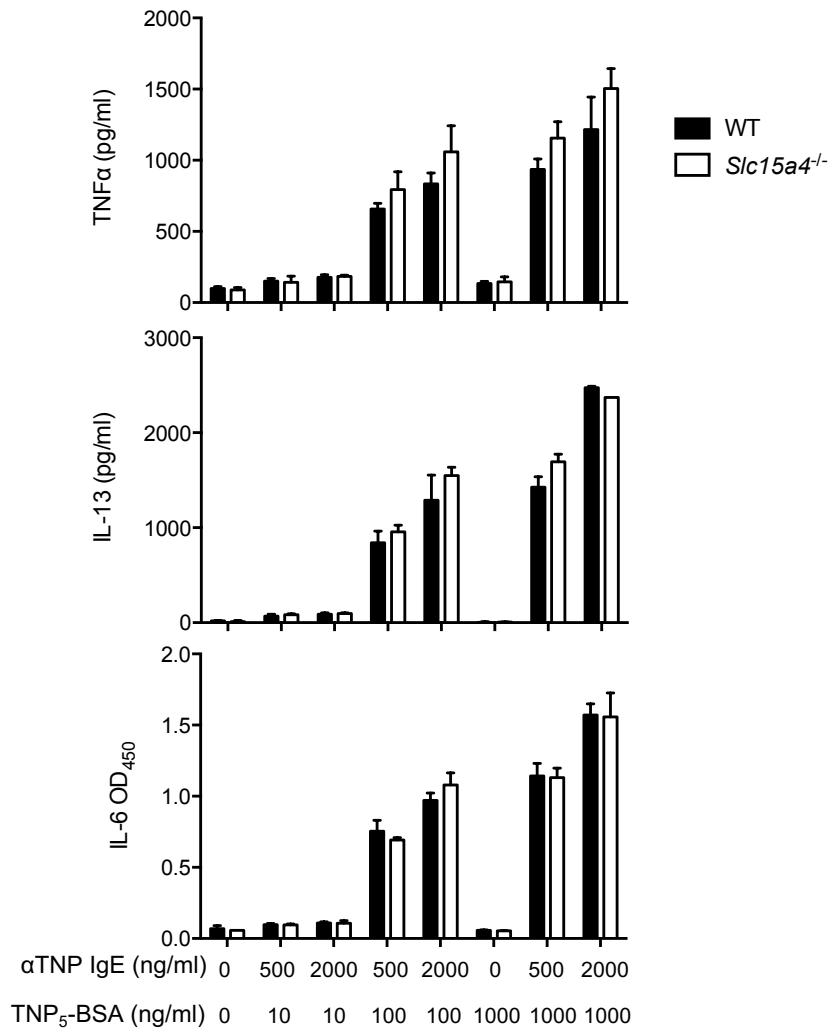 2000
1500
1000
500
0
TNFα (pg/ml)
WT
Slc15a4-/-
3000
2000
1000
0
IL-13 (pg/ml)
2.0
1.5
1.0
0.5
0.0
IL-6 OD450
αTNP IgE (ng/ml) 0 500 2000 500 2000 0 500 2000
TNP5-BSA (ng/ml) 0 10 10 100 100 1000 1000 1000